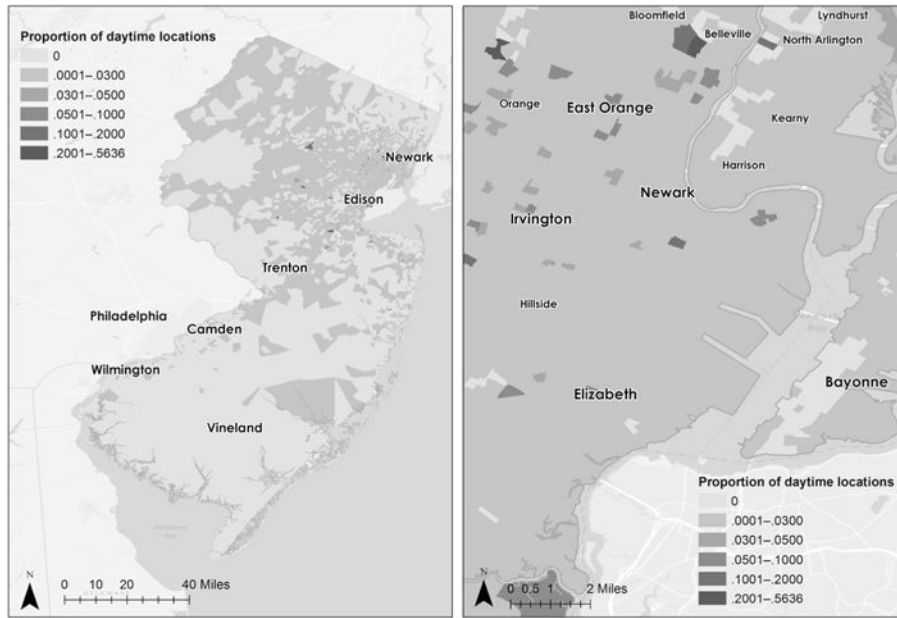 Proportion of daytime locations
0
.0001–.0300
.0301–.0500
.0501–.1000
.1001–.2000
.2001–.5636
Newark
Edison
Trenton
Philadelphia
Camden
Wilmington
Vineland
N
0 10 20 40 Miles
Bloomfield
Lyndhurst
Belleville
North Arlington
Orange
East Orange
Kearny
Harrison
Newark
Irvington
Hillside
Elizabeth
Bayonne
Proportion of daytime locations
0
.0001–.0300
.0301–.0500
.0501–.1000
.1001–.2000
.2001–.5636
N
0 0.5 1 2 Miles